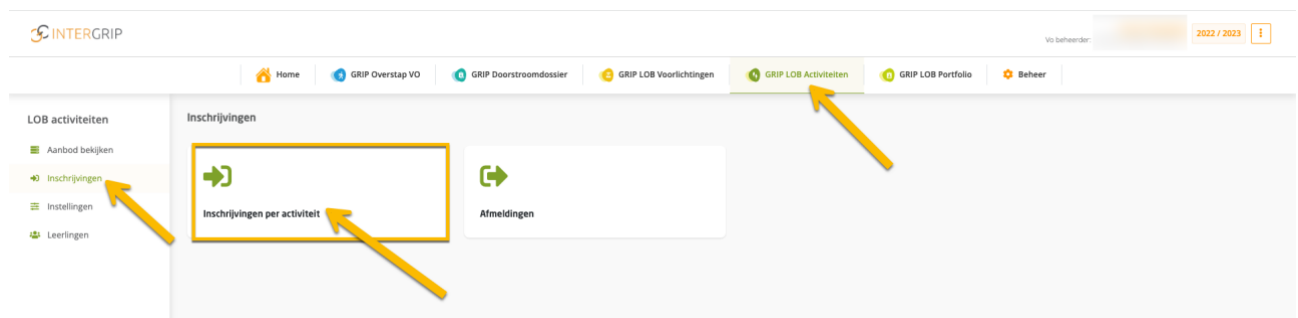 INTERGRIP
Vo beheerder:
2022 / 2023
Home
GRIP Overstap VO
GRIP Doorstroomdossier
GRIP LOB Voorlichtingen
GRIP LOB Activiteiten
GRIP LOB Portfolio
Beheer
LOB activiteiten
Aanbod bekijken
Inschrijvingen
Instellingen
Leerlingen
Inschrijvingen
Inschrijvingen per activiteit
Afmeldingen